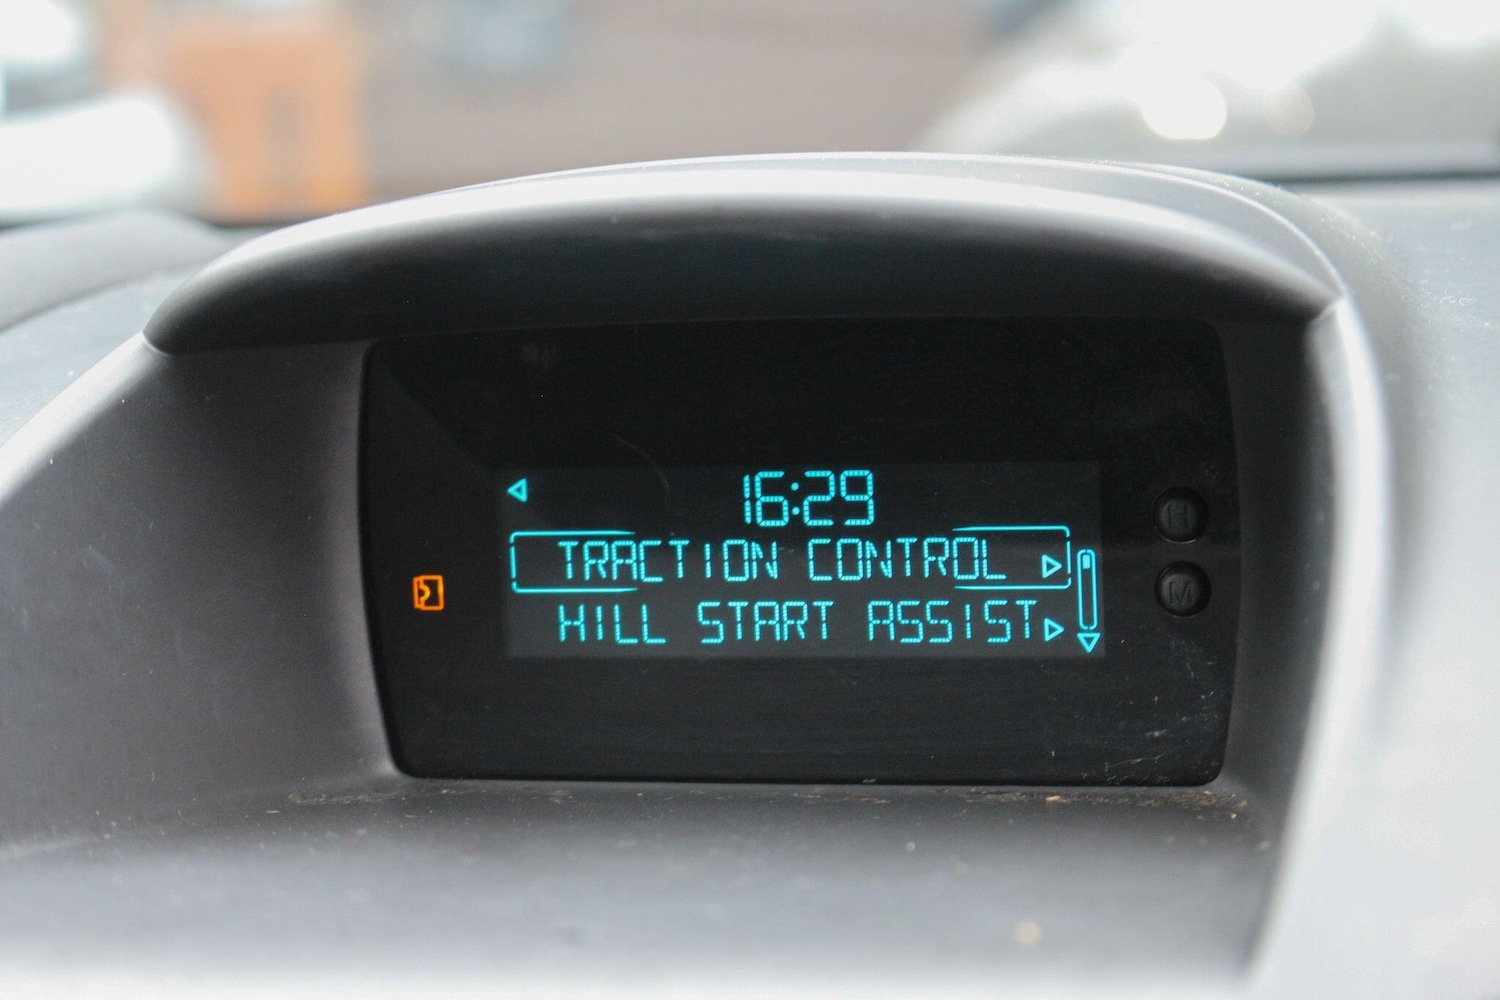 16:29
TRACTION CONTROL
HILL START ASSIST
H
M